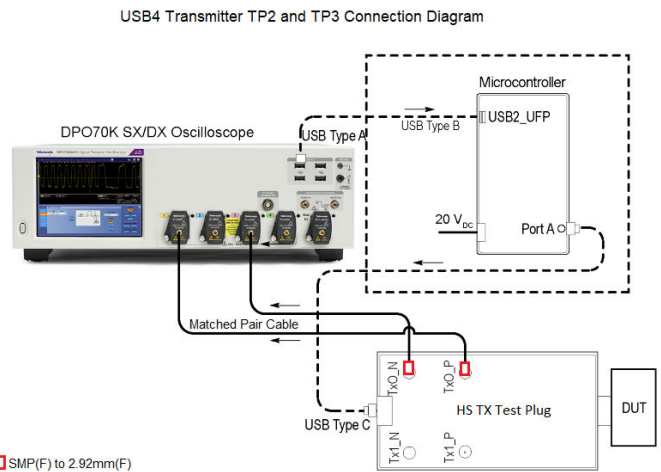 USB4 Transmitter TP2 and TP3 Connection Diagram
Microcontroller
DPO70K SX/DX Oscilloscope
USB Type A
USB Type B
USB2_UFP
20 VDC
Port A
Matched Pair Cable
TxO_N
TxO_P
HS TX Test Plug
DUT
USB Type C
Tx1_N
Tx1_P
SMP(F) to 2.92mm(F)